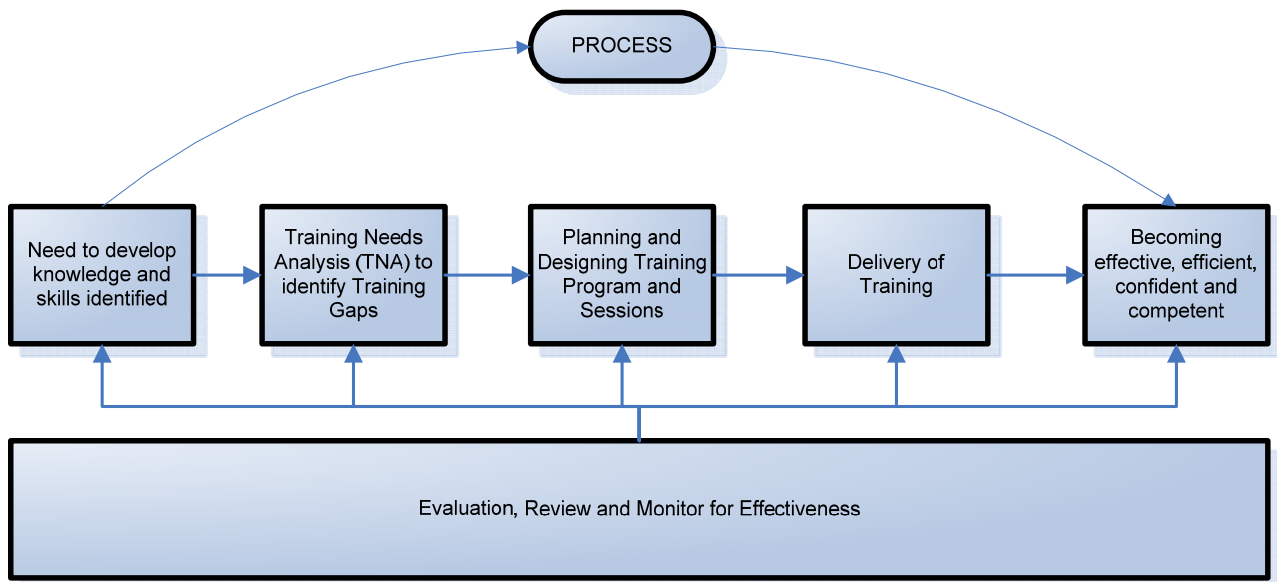 PROCESS
Need to develop
knowledge and
skills identified
Training Needs
Analysis (TNA) to
identify Training
Gaps
Planning and
Designing Training
Program and
Sessions
Delivery of
Training
Becoming
effective, efficient,
confident and
competent
Evaluation, Review and Monitor for Effectiveness